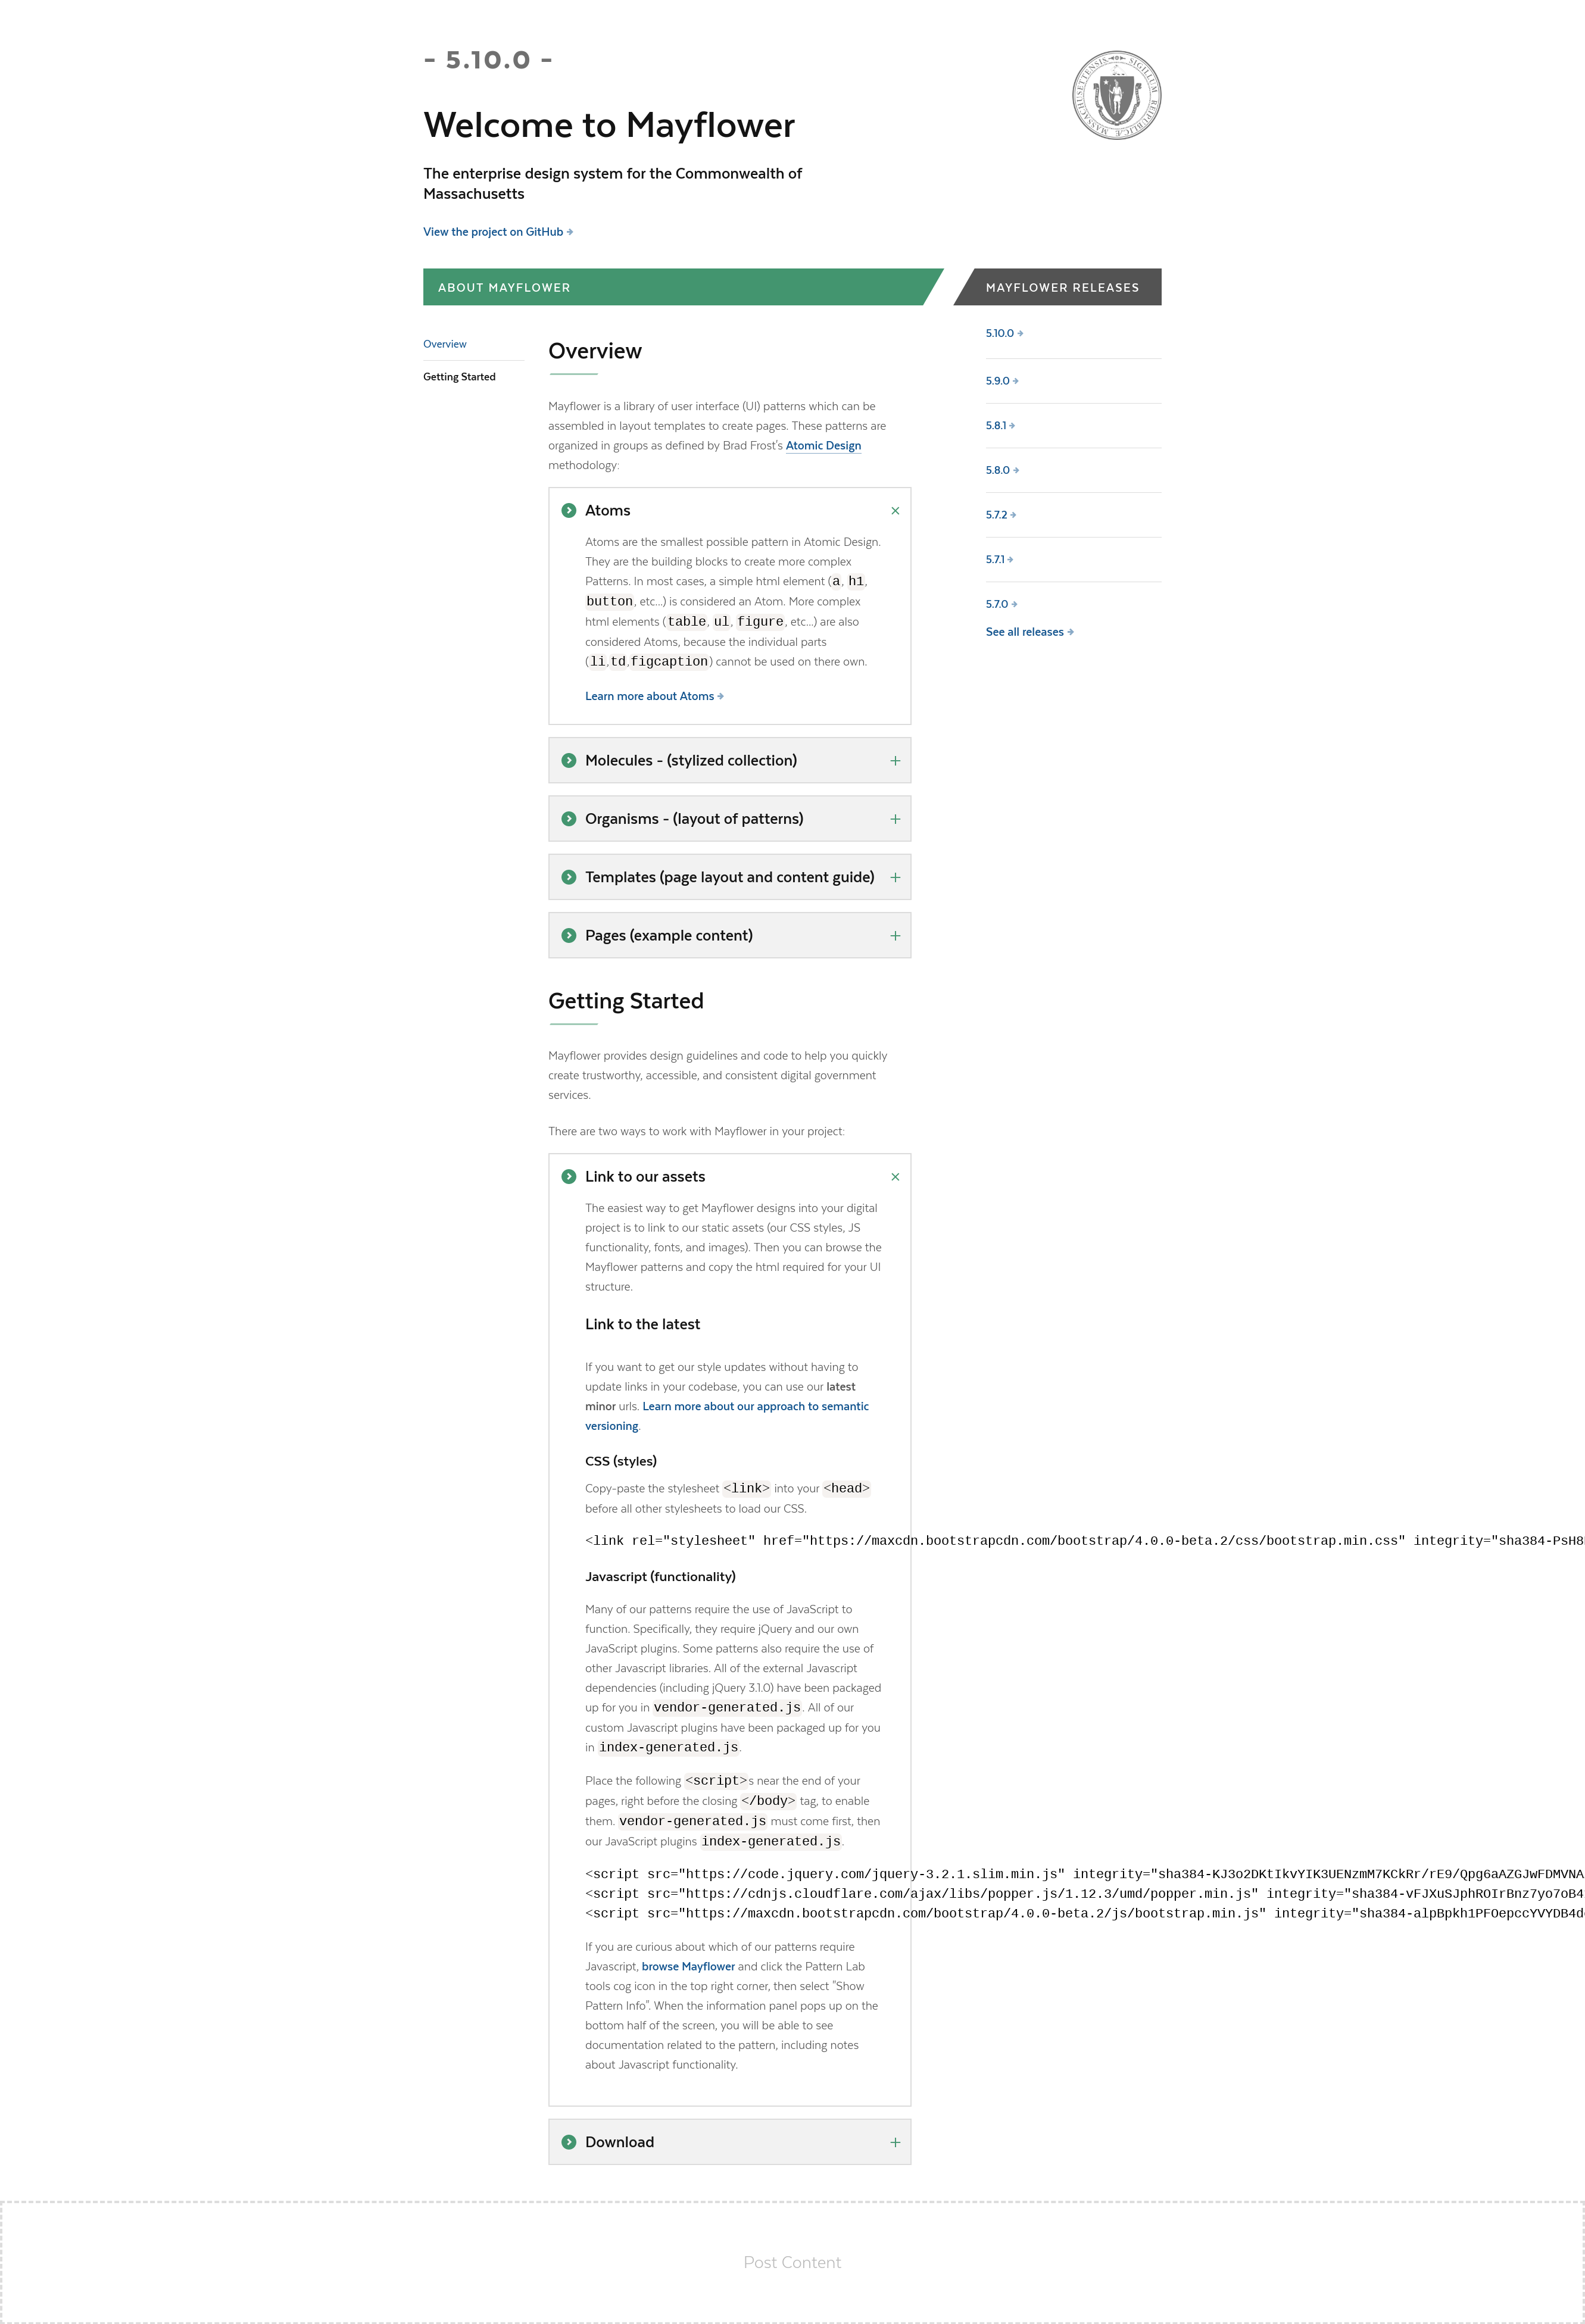 - 5.10.0 -
MASSACHUSETTENSIS SIGILLUM REIPUBLICÆ
Welcome to Mayflower
The enterprise design system for the Commonwealth of
Massachusetts
View the project on GitHub
ABOUT MAYFLOWER
Overview
Getting Started
Overview
Mayflower is a library of user interface (UI) patterns which can be
assembled in layout templates to create pages. These patterns are
organized in groups as defined by Brad Frost's Atomic Design
methodology:
Atoms
Atoms are the smallest possible pattern in Atomic Design.
They are the building blocks to create more complex
Patterns. In most cases, a simple html element (a, h1,
button, etc...) is considered an Atom. More complex
html elements (table, ul, figure, etc...) are also
considered Atoms, because the individual parts
(li,td,figcaption) cannot be used on there own.
Learn more about Atoms
Molecules - (stylized collection)
Organisms - (layout of patterns)
Templates (page layout and content guide)
Pages (example content)
Getting Started
Mayflower provides design guidelines and code to help you quickly
create trustworthy, accessible, and consistent digital government
services.
There are two ways to work with Mayflower in your project:
Link to our assets
The easiest way to get Mayflower designs into your digital
project is to link to our static assets (our CSS styles, JS
functionality, fonts, and images). Then you can browse the
Mayflower patterns and copy the html required for your UI
structure.
Link to the latest
If you want to get our style updates without having to
update links in your codebase, you can use our latest
minor urls. Learn more about our approach to semantic
versioning.
CSS (styles)
Copy-paste the stylesheet <link> into your <head>
before all other stylesheets to load our CSS.
<link rel="stylesheet" href="https://maxcdn.bootstrapcdn.com/bootstrap/4.0.0-beta.2/css/bootstrap.min.css" integrity="sha384-PsH8
Javascript (functionality)
Many of our patterns require the use of JavaScript to
function. Specifically, they require jQuery and our own
JavaScript plugins. Some patterns also require the use of
other Javascript libraries. All of the external Javascript
dependencies (including jQuery 3.1.0) have been packaged
up for you in vendor-generated.js. All of our
custom Javascript plugins have been packaged up for you
in index-generated.js.
Place the following <script>s near the end of your
pages, right before the closing </body> tag, to enable
them. vendor-generated.js must come first, then
our JavaScript plugins index-generated.js.
<script src="https://code.jquery.com/jquery-3.2.1.slim.min.js" integrity="sha384-KJ3o2DKtIkvYIK3UENzmM7KCkRr/rE9/Qpg6aAZGJwFDMVNA
<script src="https://cdnjs.cloudflare.com/ajax/libs/popper.js/1.12.3/umd/popper.min.js" integrity="sha384-vFJXuSJphROIrBnz7yo7oB4
<script src="https://maxcdn.bootstrapcdn.com/bootstrap/4.0.0-beta.2/js/bootstrap.min.js" integrity="sha384-alpBpkh1PFOepccYVYDB4d
If you are curious about which of our patterns require
Javascript, browse Mayflower and click the Pattern Lab
tools cog icon in the top right corner, then select "Show
Pattern Info". When the information panel pops up on the
bottom half of the screen, you will be able to see
documentation related to the pattern, including notes
about Javascript functionality.
Download
MAYFLOWER RELEASES
5.10.0
5.9.0
5.8.1
5.8.0
5.7.2
5.7.1
5.7.0
See all releases
Post Content